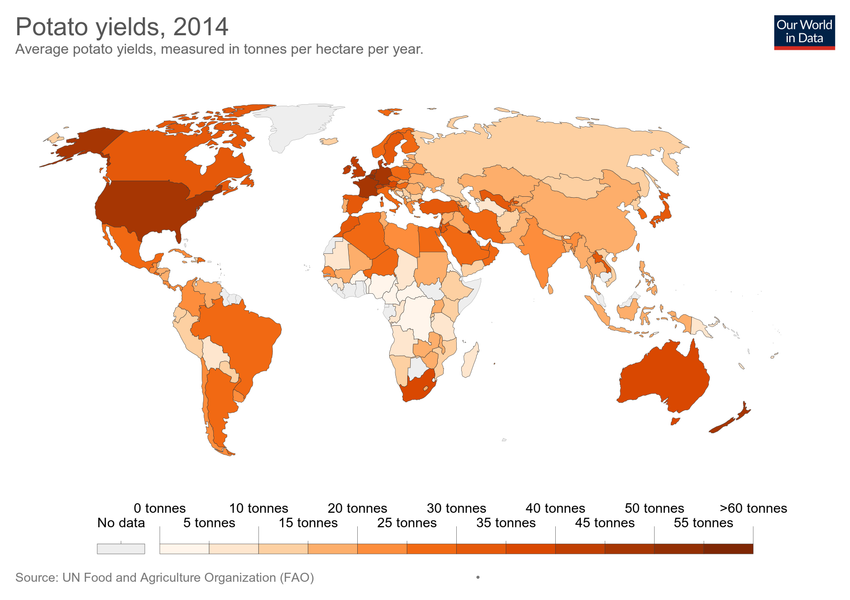 Potato yields, 2014
Average potato yields, measured in tonnes per hectare per year.
Our World
in Data
0 tonnes 10 tonnes 20 tonnes 30 tonnes 40 tonnes 50 tonnes >60 tonnes
No data 5 tonnes 15 tonnes 25 tonnes 35 tonnes 45 tonnes 55 tonnes
Source: UN Food and Agriculture Organization (FAO)